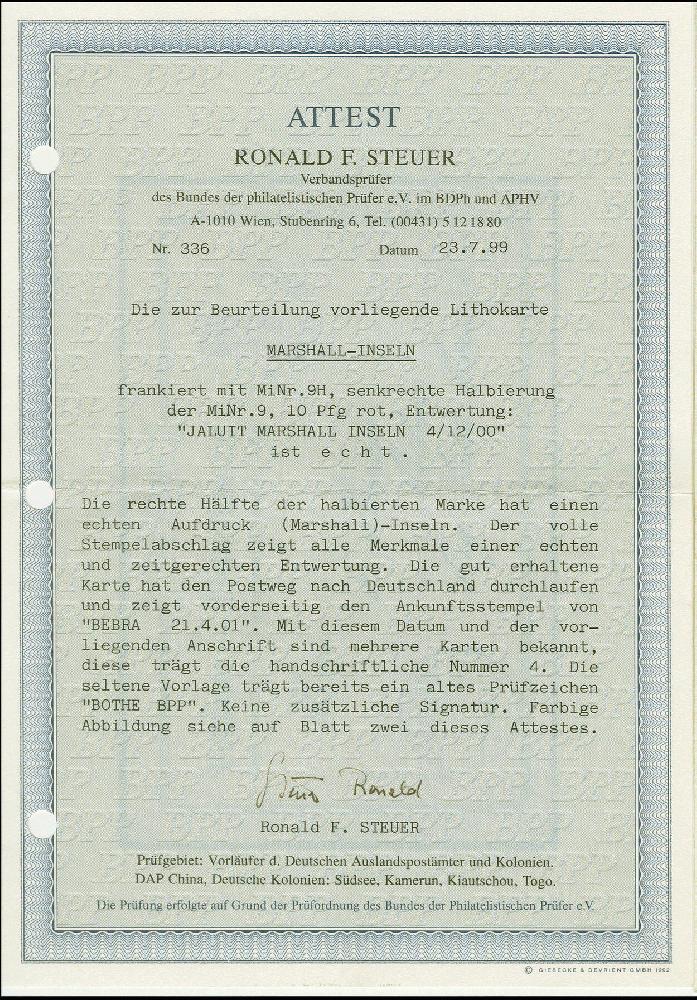 ATTEST
RONALD F. STEUER
Verbandsprüfer
des Bundes der philatelistischen Prüfer e.V. im BDPh und APHV
A-1010 Wien, Stubenring 6, Tel. (00431) 5 12 18 80
Nr. 336 Datum 23.7.99
Die zur Beurteilung vorliegende Lithokarte
MARSHALL-INSELN
frankiert mit MiNr.9H, senkrechte Halbierung
der MiNr.9, 10 Pfg rot, Entwertung:
"JALUIT MARSHALL INSELN 4/12/00"
ist e c h t .
Die rechte Hälfte der halbierten Marke hat einen
echten Aufdruck (Marshall)-Inseln. Der volle
Stempelabschlag zeigt alle Merkmale einer echten
und zeitgerechten Entwertung. Die gut erhaltene
Karte hat den Postweg nach Deutschland durchlaufen
und zeigt vorderseitig den Ankunftsstempel von
"BEBRA 21.4.01". Mit diesem Datum und der vor-
liegenden Anschrift sind mehrere Karten bekannt,
diese trägt die handschriftliche Nummer 4. Die
seltene Vorlage trägt bereits ein altes Prüfzeichen
"BOTHE BPP". Keine zusätzliche Signatur. Farbige
Abbildung siehe auf Blatt zwei dieses Attestes.
Steuer Ronald
Ronald F. STEUER
Prüfgebiet: Vorläufer d. Deutschen Auslandspostämter und Kolonien.
DAP China, Deutsche Kolonien: Südsee, Kamerun, Kiautschou, Togo.
Die Prüfung erfolgte auf Grund der Prüfordnung des Bundes der Philatelistischen Prüfer e.V.
© GIESECKE & DEVRIENT GMBH 1992